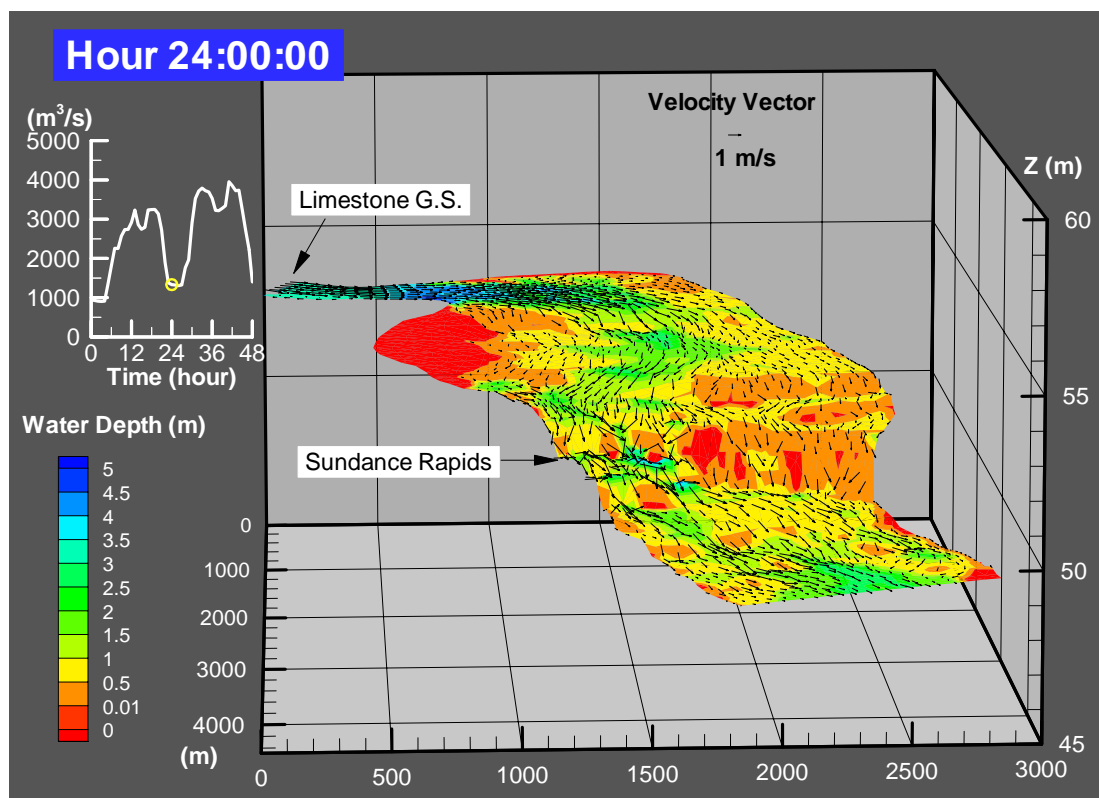 Hour 24:00:00
(m³/s)
5000
4000
3000
2000
1000
0
0 12 24 36 48
Time (hour)
Velocity Vector
1 m/s
Z (m)
60
55
50
45
Limestone G.S.
Sundance Rapids
Water Depth (m)
5
4.5
4
3.5
3
2.5
2
1.5
1
0.5
0.01
0
0
1000
2000
3000
4000
(m)
0 500 1000 1500 2000 2500 3000